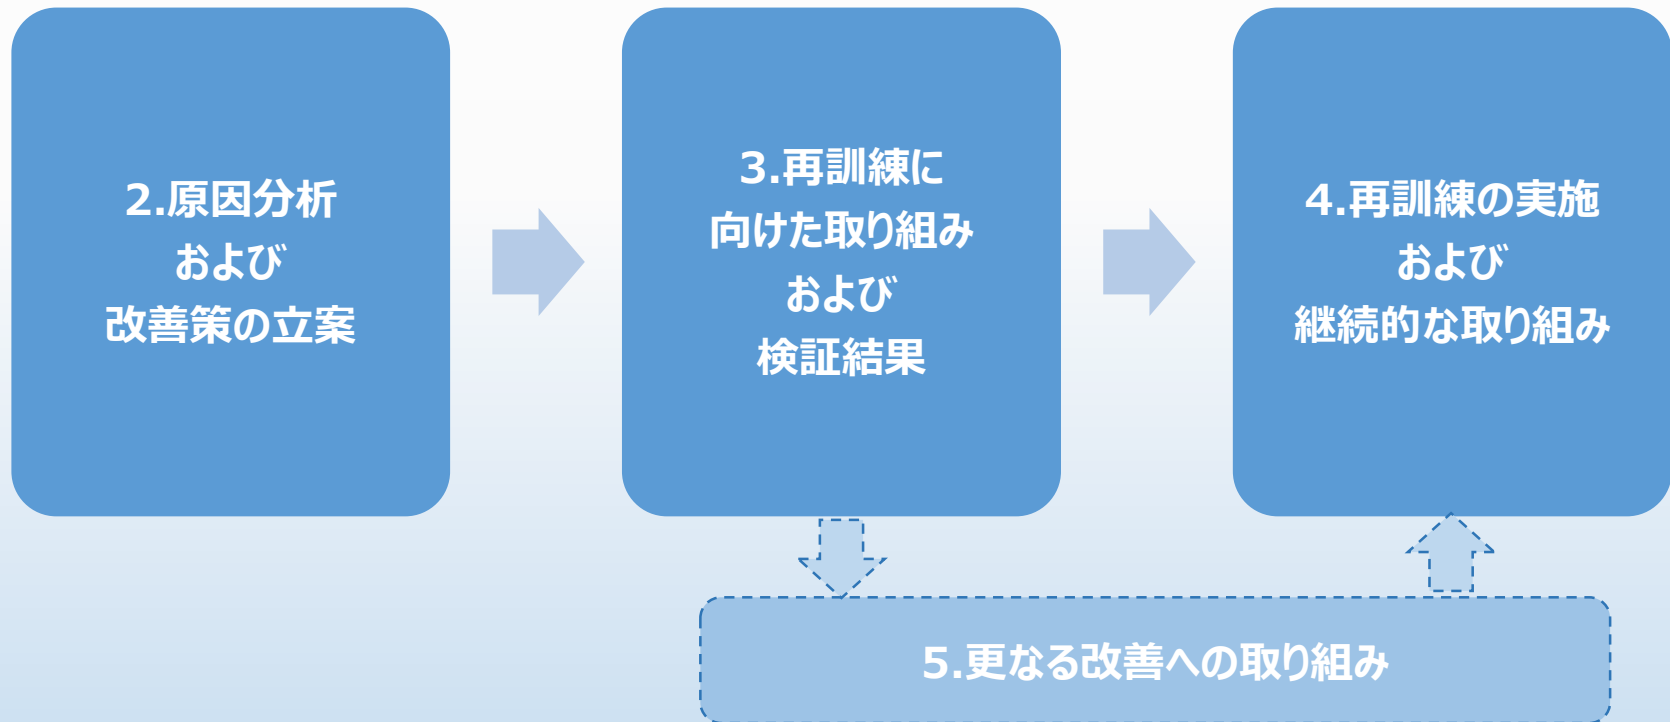 2.原因分析
および
改善策の立案
3.再訓練に
向けた取り組み
および
検証結果
4.再訓練の実施
および
継続的な取り組み
5.更なる改善への取り組み